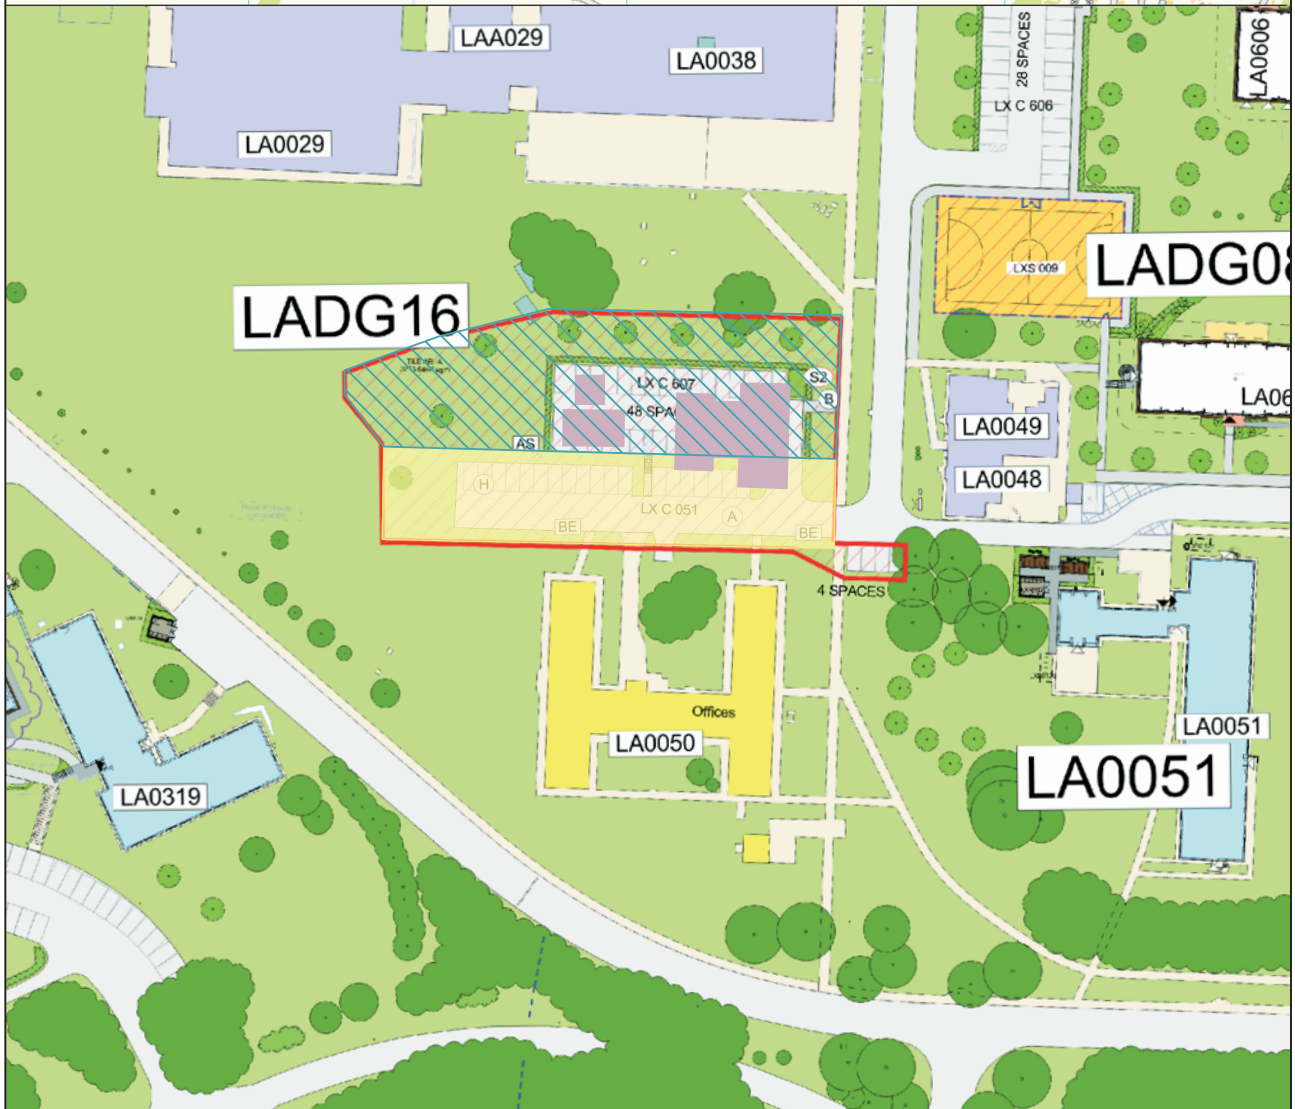 LAA029
LA0038
28 SPACES
LX C 606
LA0606
LA0029
LXS 009
LADG08
LADG16
LX C 607
48 SPA
S2
B
AS
LA0049
LA06
LA0048
H
LX C 051
A
BE
BE
4 SPACES
Offices
LA0050
LA0051
LA0051
LA0319